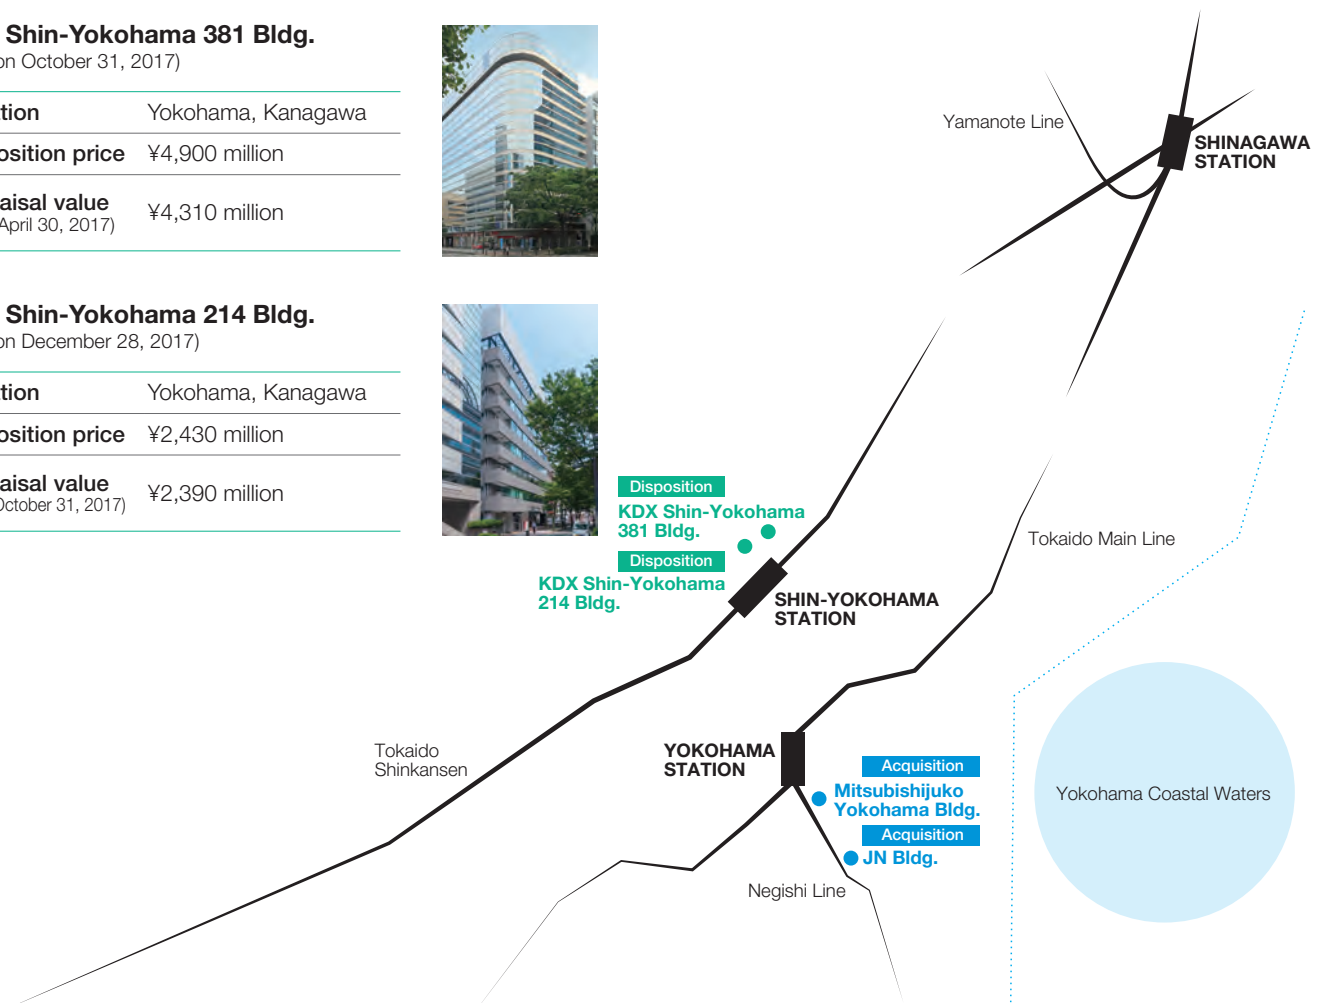 Shin-Yokohama 381 Bldg.
on October 31, 2017)
Yokohama, Kanagawa
osition price ¥4,900 million
aisal value
April 30, 2017)
¥4,310 million
Shin-Yokohama 214 Bldg.
on December 28, 2017)
Yokohama, Kanagawa
osition price ¥2,430 million
aisal value
October 31, 2017)
¥2,390 million
Yamanote Line
SHINAGAWA
STATION
Disposition
KDX Shin-Yokohama
381 Bldg.
Disposition
KDX Shin-Yokohama
214 Bldg.
SHIN-YOKOHAMA
STATION
Tokaido Main Line
Tokaido
Shinkansen
YOKOHAMA
STATION
Acquisition
Mitsubishijuko
Yokohama Bldg.
Acquisition
JN Bldg.
Negishi Line
Yokohama Coastal Waters